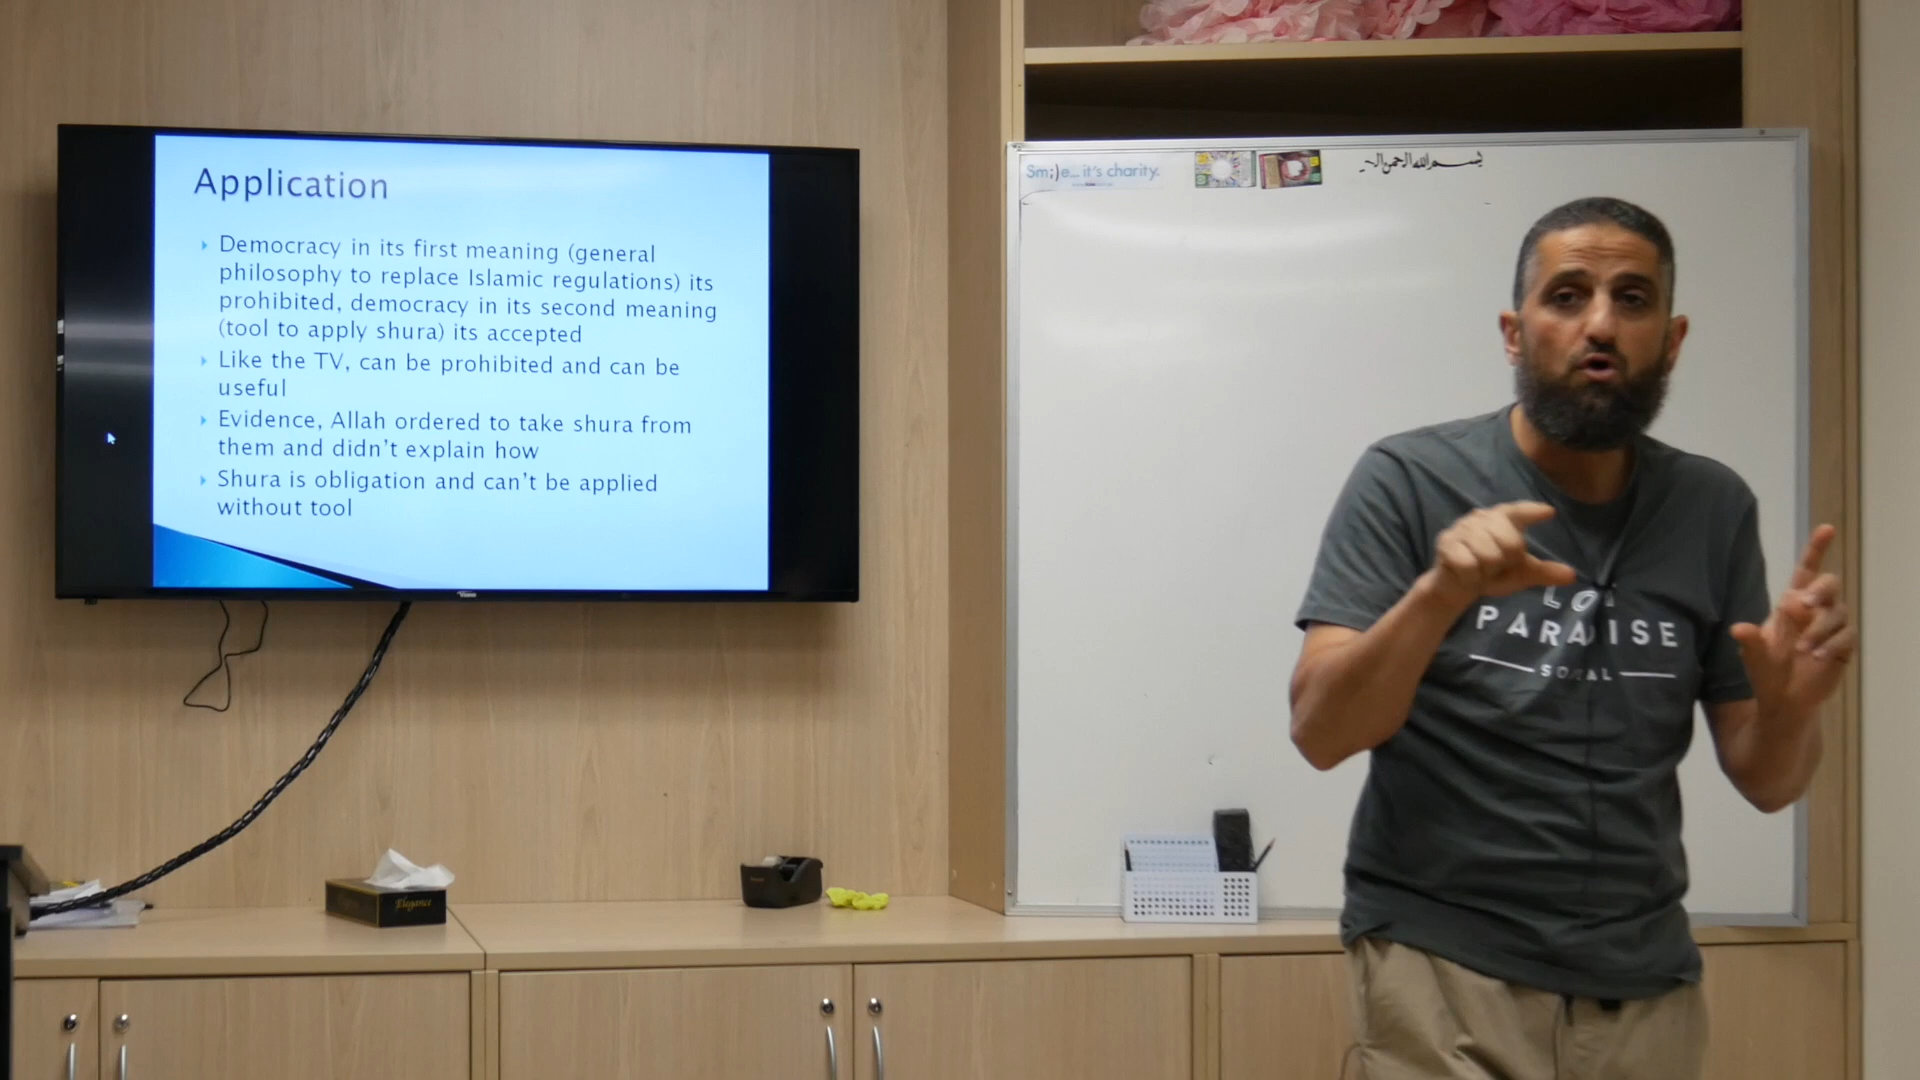 Application
Democracy in its first meaning (general
philosophy to replace Islamic regulations) its
prohibited, democracy in its second meaning
(tool to apply shura) its accepted
Like the TV, can be prohibited and can be
useful
Evidence, Allah ordered to take shura from
them and didn't explain how
Shura is obligation and can't be applied
without tool
Sm;)e... it's charity.
بسم الله الرحمن الر
PARADISE
Elegance